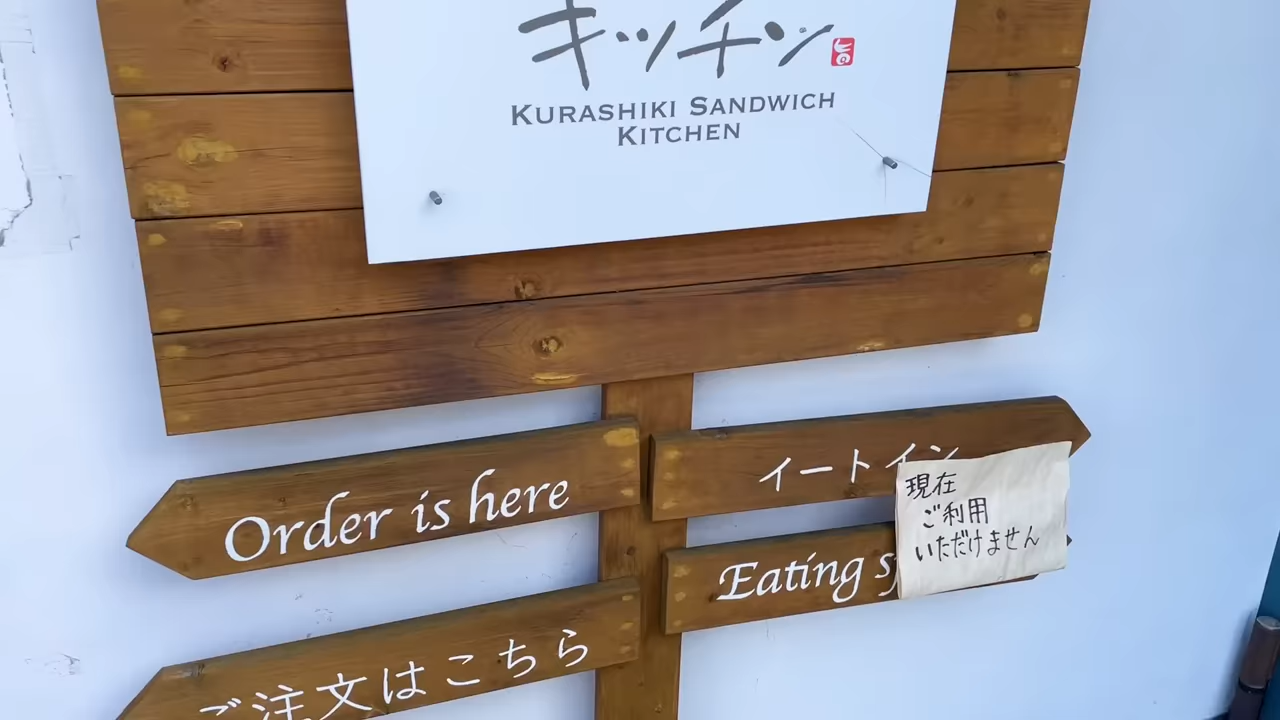 キッチン
KURASHIKI SANDWICH
KITCHEN
Order is here
ご注文はこちら
イートイン
Eating
現在
ご利用
いただけません